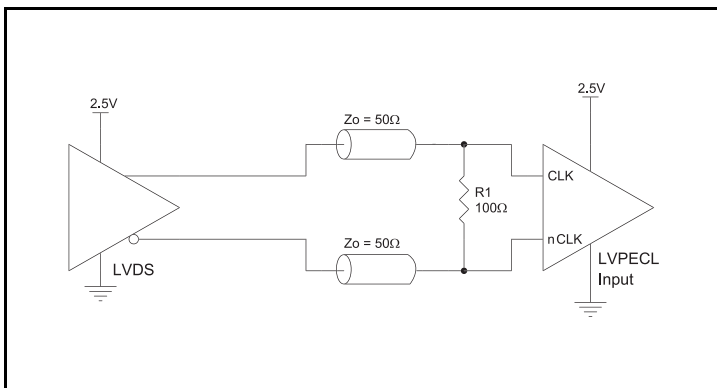 2.5V
LVDS
Zo = 50Ω
Zo = 50Ω
R1
100Ω
2.5V
CLK
nCLK
LVPECL
Input